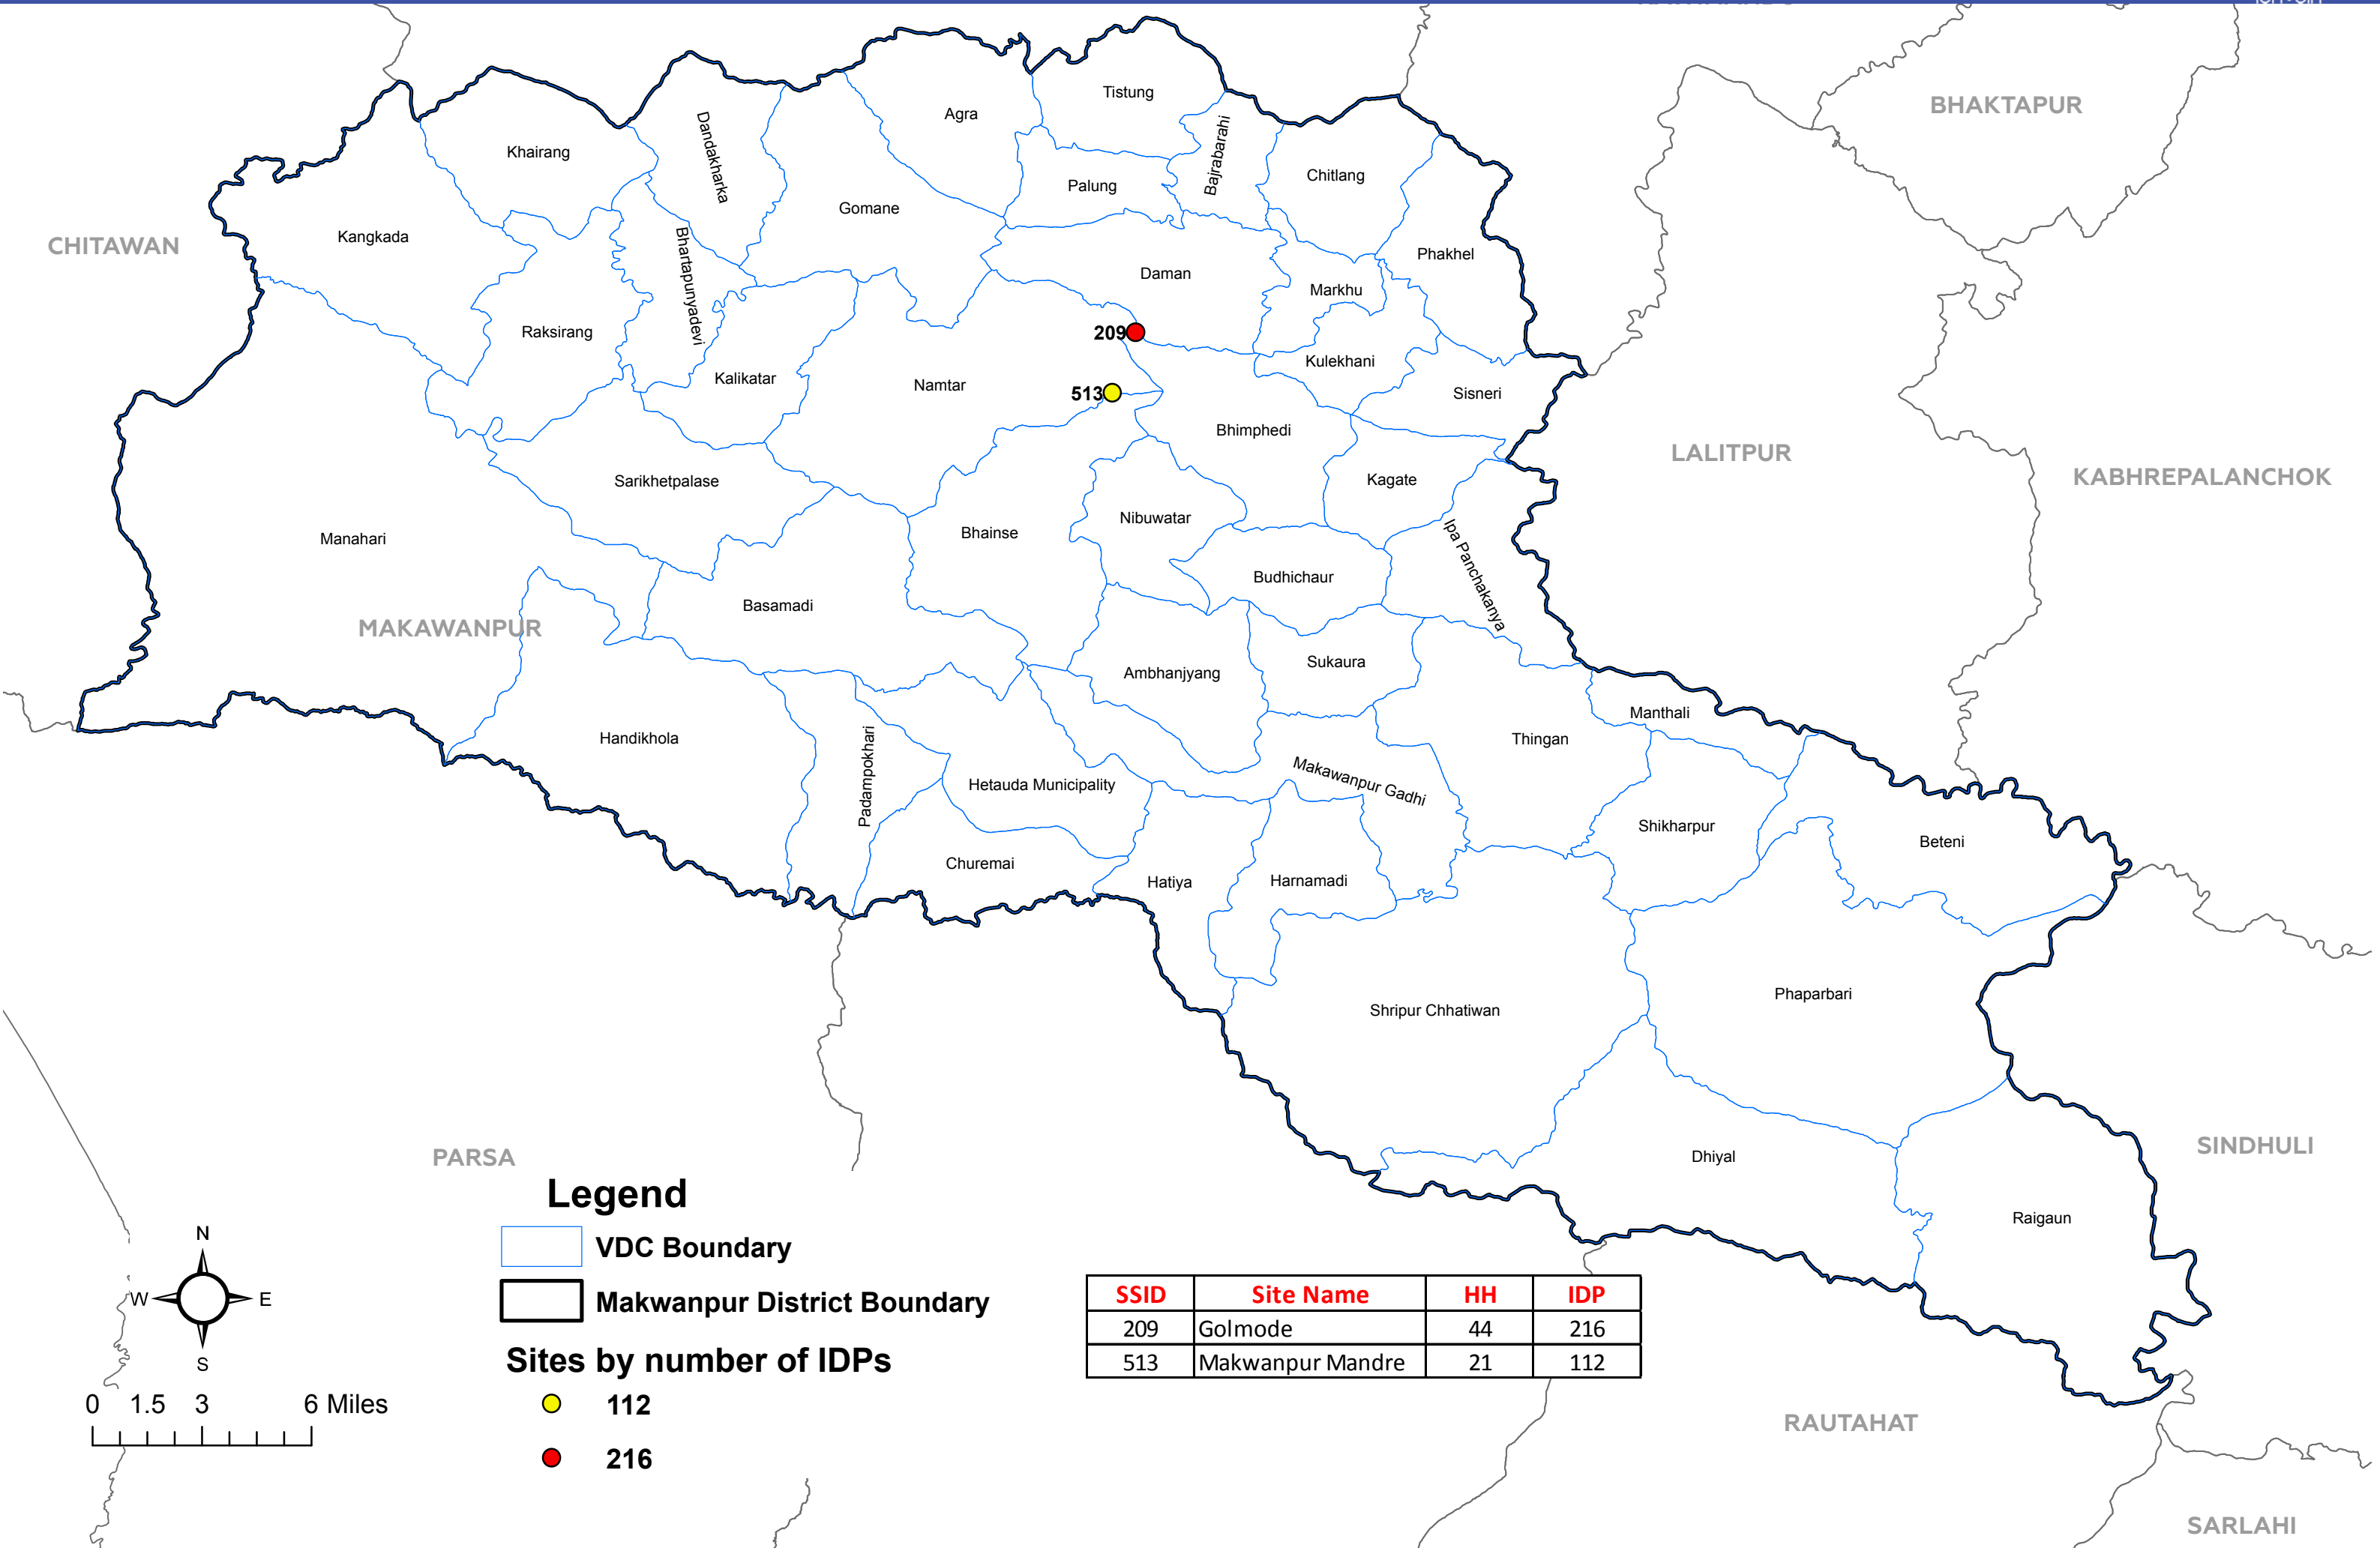 Tistung
BHAKTAPUR
Agra
Khairang
Dandakharka
Bajrabarahi
Chitlang
Palung
Gomane
Kangkada
CHITAWAN
Phakhel
Daman
Bhartapunyadevi
Markhu
Raksirang
209
Kulekhani
Kalikatar
Namtar
513
Sisneri
Bhimphedi
LALITPUR
KABHREPALANCHOK
Sarikhetpalase
Kagate
Nibuwatar
Bhainse
Manahari
Ipa Panchakanya
Budhichaur
Basamadi
MAKAWANPUR
Sukaura
Ambhanjyang
Manthali
Handikhola
Thingan
Padampokhari
Hetauda Municipality
Makawanpur Gadhi
Shikharpur
Beteni
Churemai
Hatiya
Harnamadi
Phaparbari
Shripur Chhatiwan
SINDHULI
PARSA
Dhiyal
Raigaun
Legend
VDC Boundary
Makwanpur District Boundary
Sites by number of IDPs
112
216
N
W E
S
0 1.5 3 6 Miles
SSID Site Name HH IDP
209 Golmode 44 216
513 Makwanpur Mandre 21 112
RAUTAHAT
SARLAHI